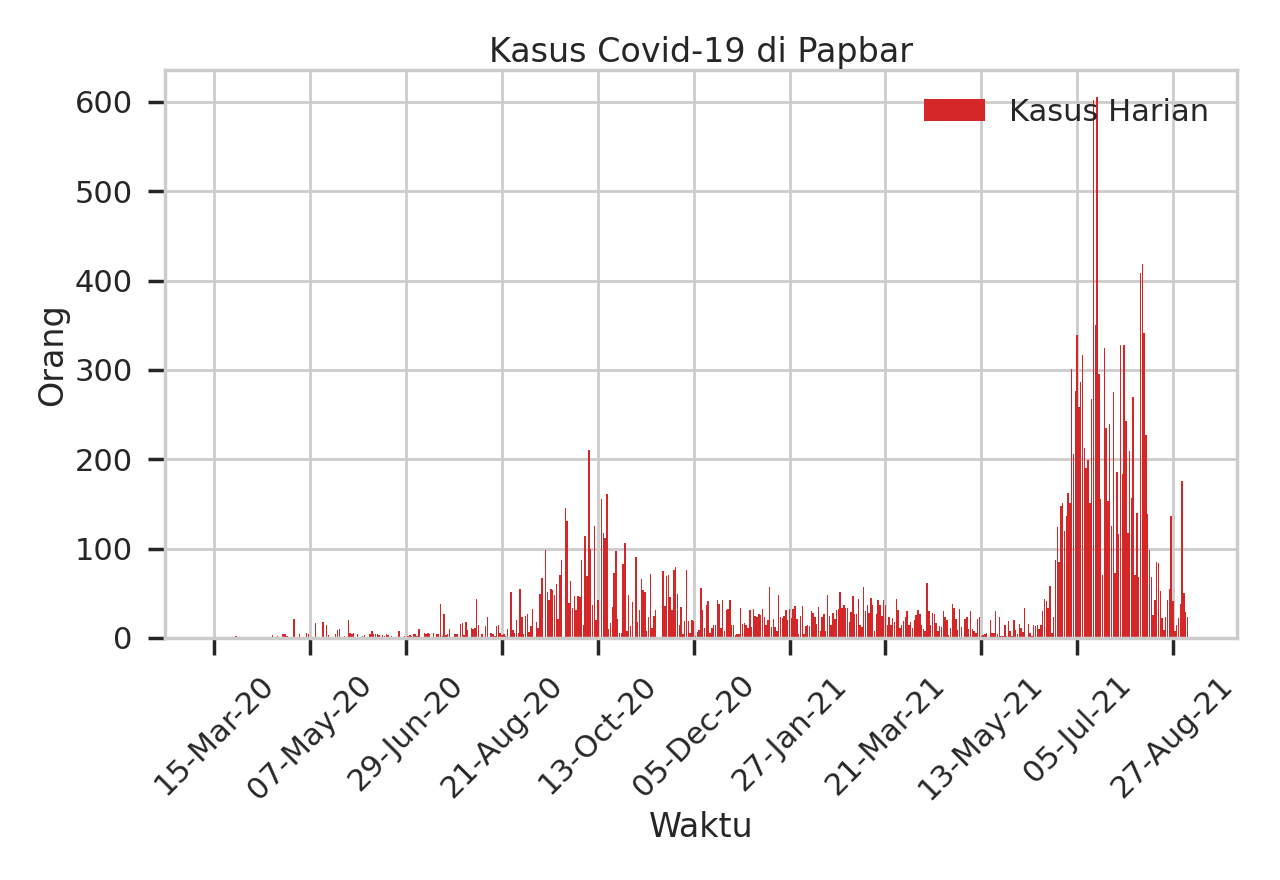 Kasus Covid-19 di Papbar
Kasus Harian
600
500
400
300
200
100
0
Orang
15-Mar-20
07-May-20
29-Jun-20
21-Aug-20
13-Oct-20
05-Dec-20
27-Jan-21
21-Mar-21
13-May-21
05-Jul-21
27-Aug-21
Waktu